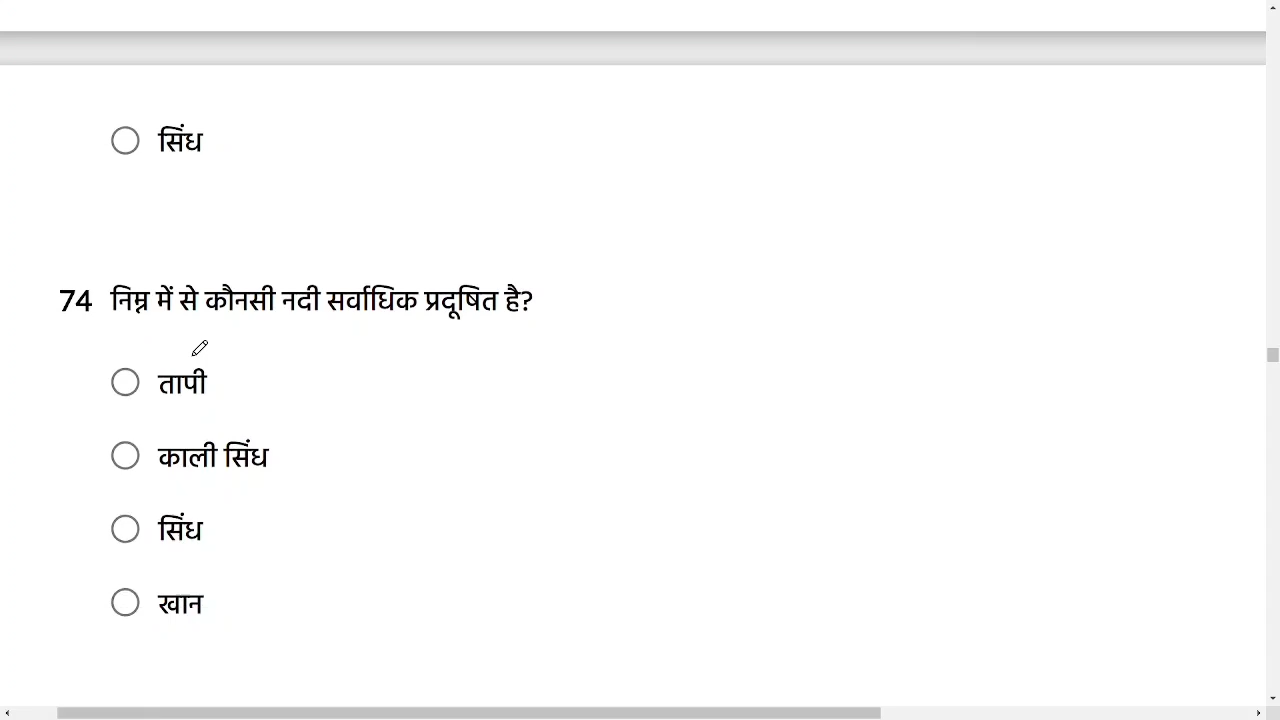 सिंध
74 निम्न में से कौनसी नदी सर्वाधिक प्रदूषित है?
तापी
काली सिंध
सिंध
खान